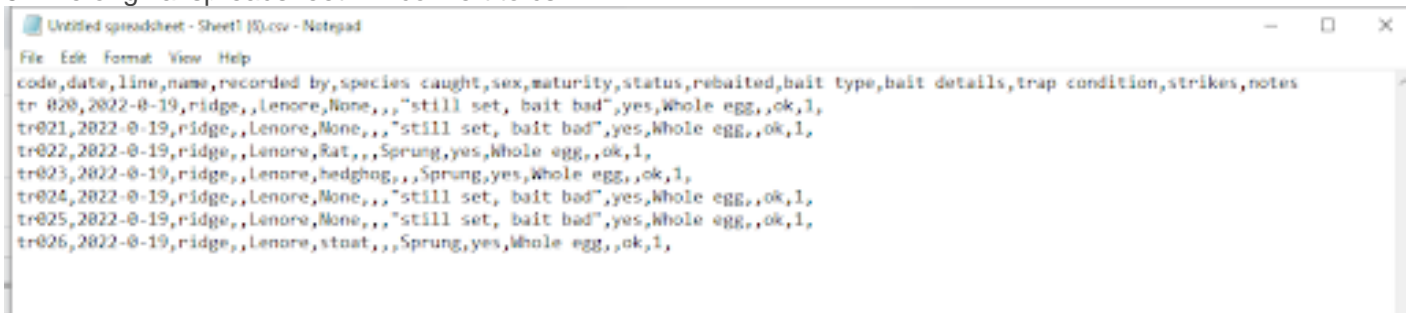 Untitled spreadsheet - Sheet1 (6).csv - Notepad
File Edit Format View Help
code,date,line,name,recorded by,species caught,sex,maturity,status,rebaited,bait type,bait details,trap condition,strikes,notes
tr 020,2022-0-19,ridge,,Lenore,None,,,"still set, bait bad",yes,Whole egg,,ok,1,
tr021,2022-0-19,ridge,,Lenore,None,,,"still set, bait bad",yes,Whole egg,,ok,1,
tr022,2022-0-19,ridge,,Lenore,Rat,,,Sprung,yes,Whole egg,,ok,1,
tr023,2022-0-19,ridge,,Lenore,hedghog,,,Sprung,yes,Whole egg,,ok,1,
tr024,2022-0-19,ridge,,Lenore,None,,,"still set, bait bad",yes,Whole egg,,ok,1,
tr025,2022-0-19,ridge,,Lenore,None,,,"still set, bait bad",yes,Whole egg,,ok,1,
tr026,2022-0-19,ridge,,Lenore,stoat,,,Sprung,yes,Whole egg,,ok,1,